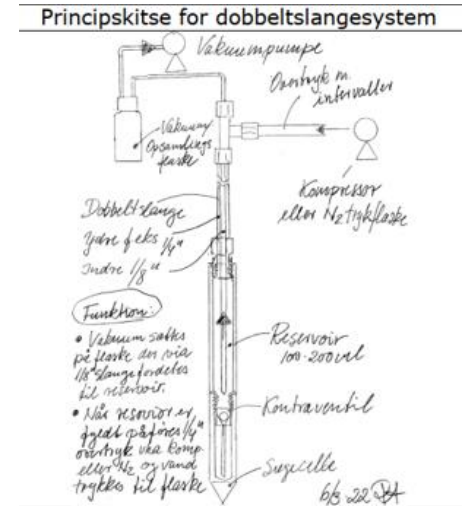 Principskitse for dobbeltslangesystem
Vakuumpumpe
Overtryk m.
intervaller
Vakuum/
Opsamlings
flaske
Kompressor
eller N2 trykflaske
Dobbeltslange
Ydre f.eks 1/4"
Indre 1/8"
Funktion:
• Vakuum sættes
på flaske der via
1/8" slange fordeles
til reservoir.
• Når resovior er
fyldt påføres 1/4"
overtryk via komp
eller N2 og vand
trykkes til flaske
Reservoir
100-200 ml
Kontraventil
Sugecelle
6/3-22